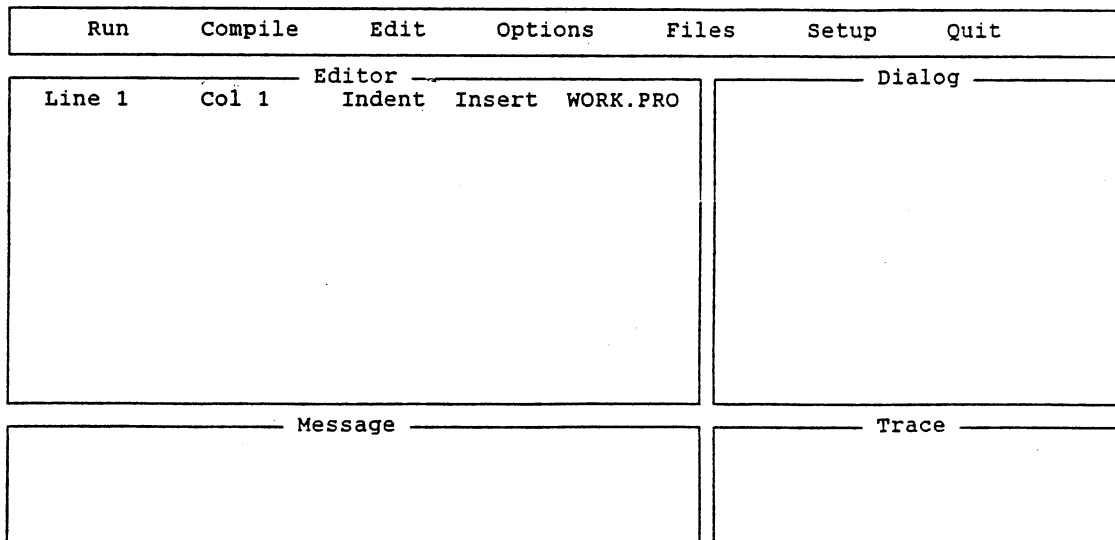 Run Compile Edit Options Files Setup Quit
Editor
Line 1 Col 1 Indent Insert WORK.PRO
Dialog
Message
Trace